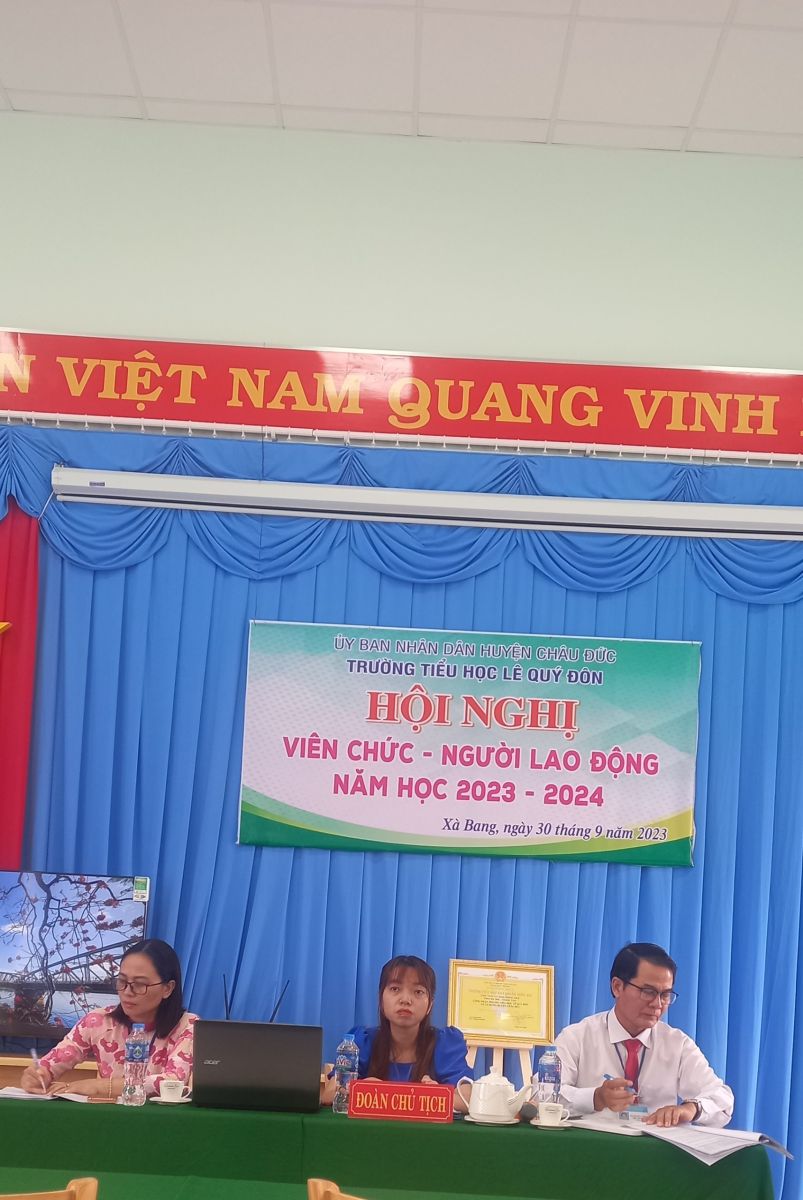 N VIỆT NAM QUANG VINH
ỦY BAN NHÂN DÂN HUYỆN CHÂU ĐỨC
TRƯỜNG TIỂU HỌC LÊ QUÝ ĐÔN
HỘI NGHỊ
VIÊN CHỨC - NGƯỜI LAO ĐỘNG
NĂM HỌC 2023 - 2024
Xà Bang, ngày 30 tháng 9 năm 2023
acer
ĐOÀN CHỦ TỊCH